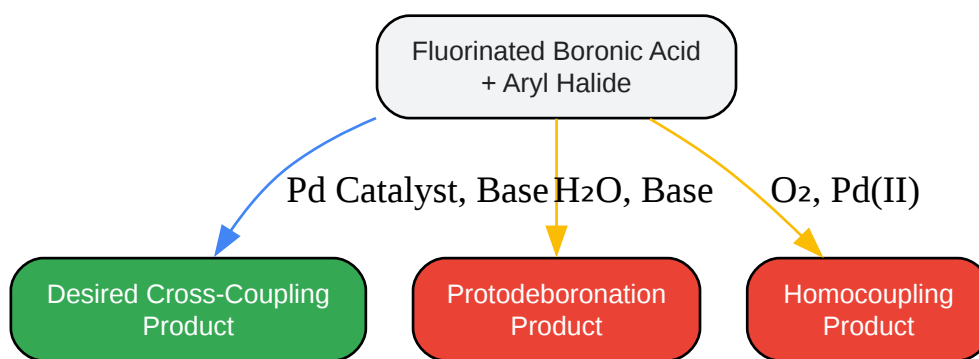 Fluorinated Boronic Acid
+ Aryl Halide
Pd Catalyst, Base
H₂O, Base
O₂, Pd(II)
Desired Cross-Coupling
Product
Protodeboronation
Product
Homocoupling
Product